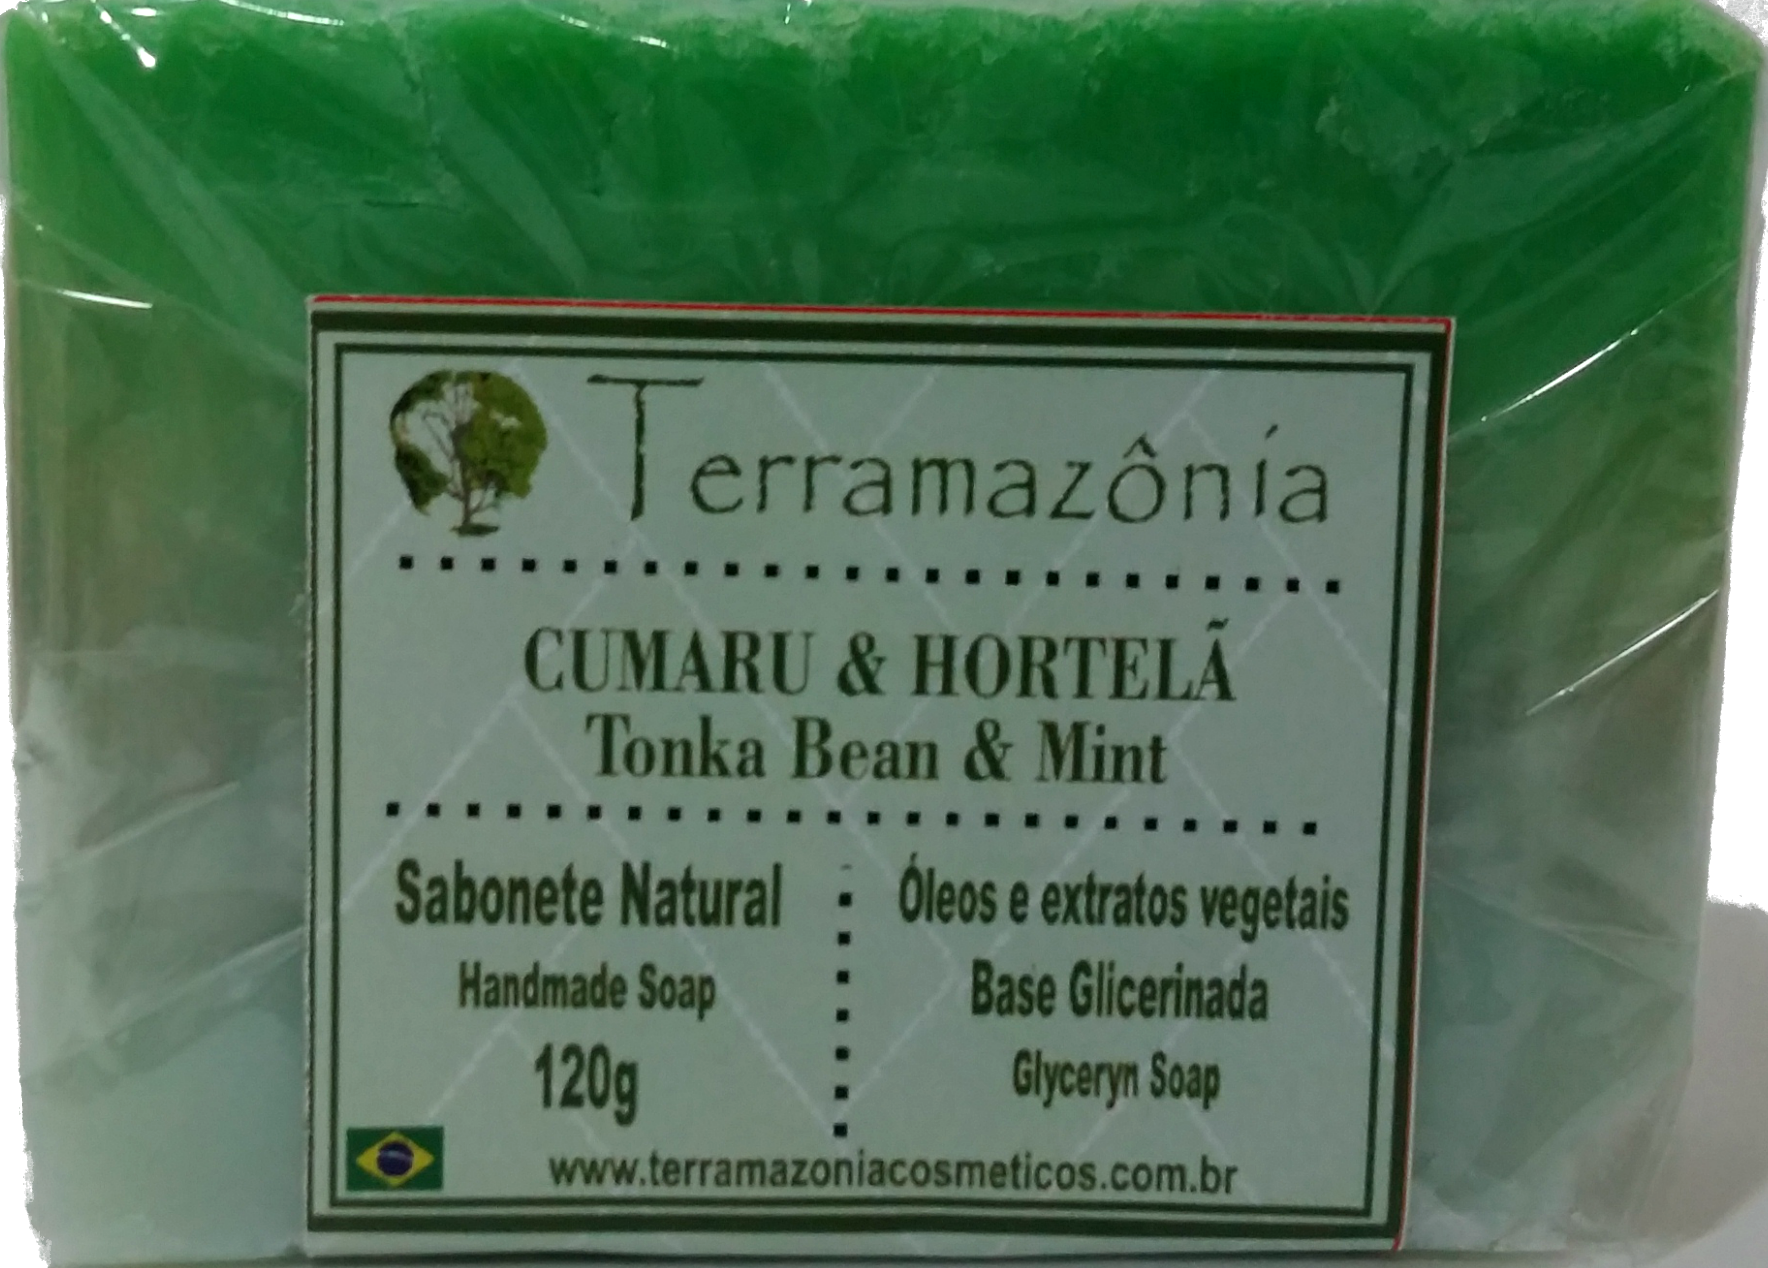 Terramazônia
CUMARU & HORTELÃ
Tonka Bean & Mint
Sabonete Natural
Handmade Soap
120g
Óleos e extratos vegetais
Base Glicerinada
Glyceryn Soap
www.terramazoniacosmeticos.com.br